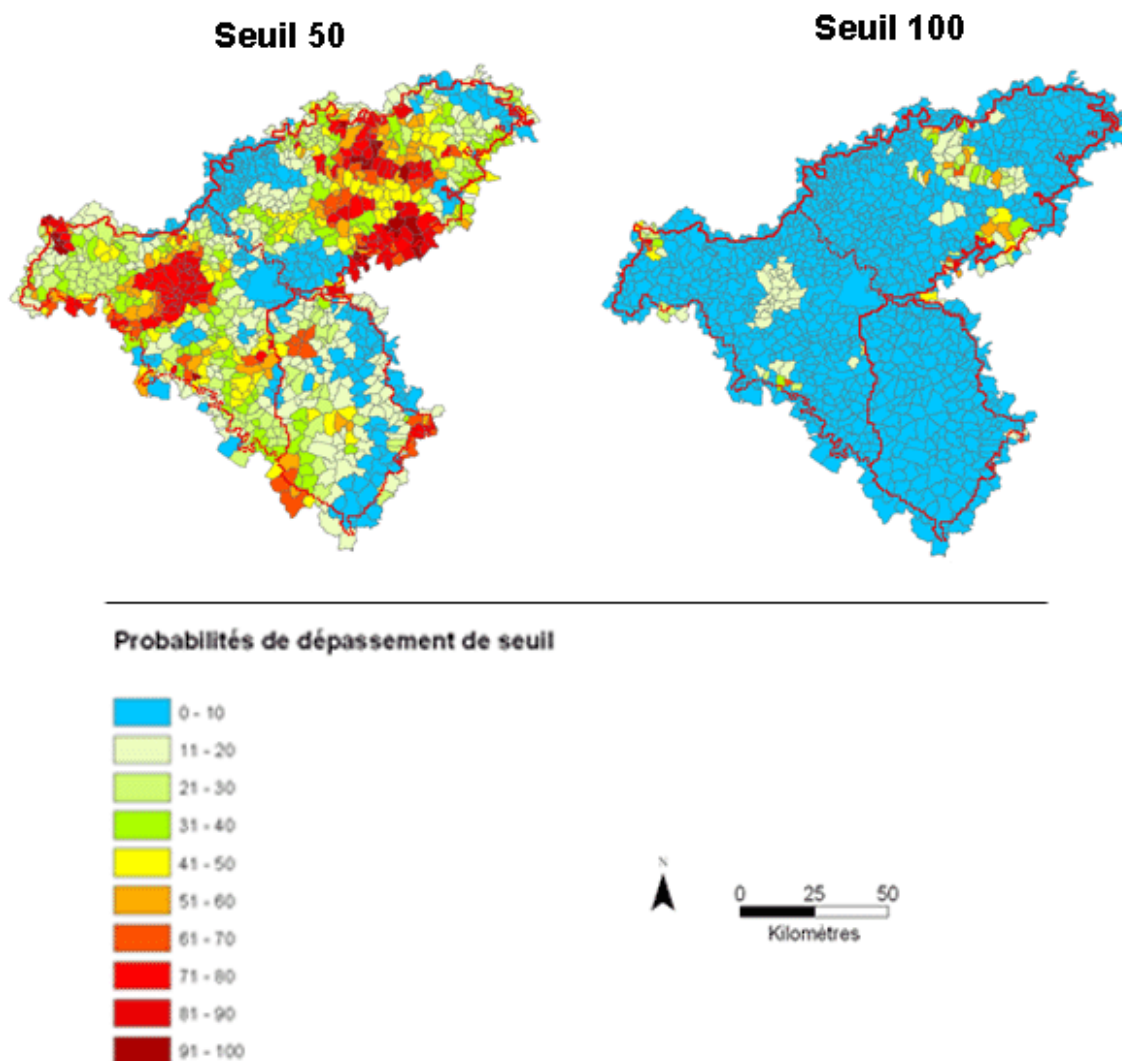 Seuil 50
Seuil 100
Probabilités de dépassement de seuil
0 - 10
11 - 20
21 - 30
31 - 40
41 - 50
51 - 60
61 - 70
71 - 80
81 - 90
91 - 100
N
0 25 50
Kilomètres